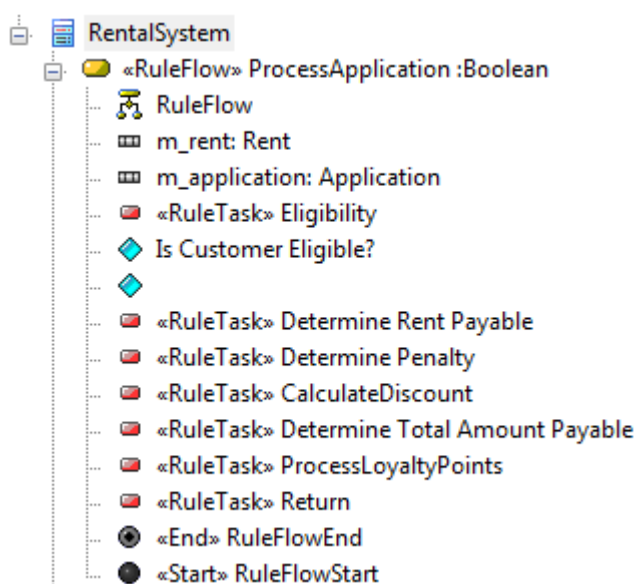 RentalSystem
«RuleFlow» ProcessApplication :Boolean
RuleFlow
m_rent: Rent
m_application: Application
«RuleTask» Eligibility
Is Customer Eligible?
«RuleTask» Determine Rent Payable
«RuleTask» Determine Penalty
«RuleTask» CalculateDiscount
«RuleTask» Determine Total Amount Payable
«RuleTask» ProcessLoyaltyPoints
«RuleTask» Return
«End» RuleFlowEnd
«Start» RuleFlowStart